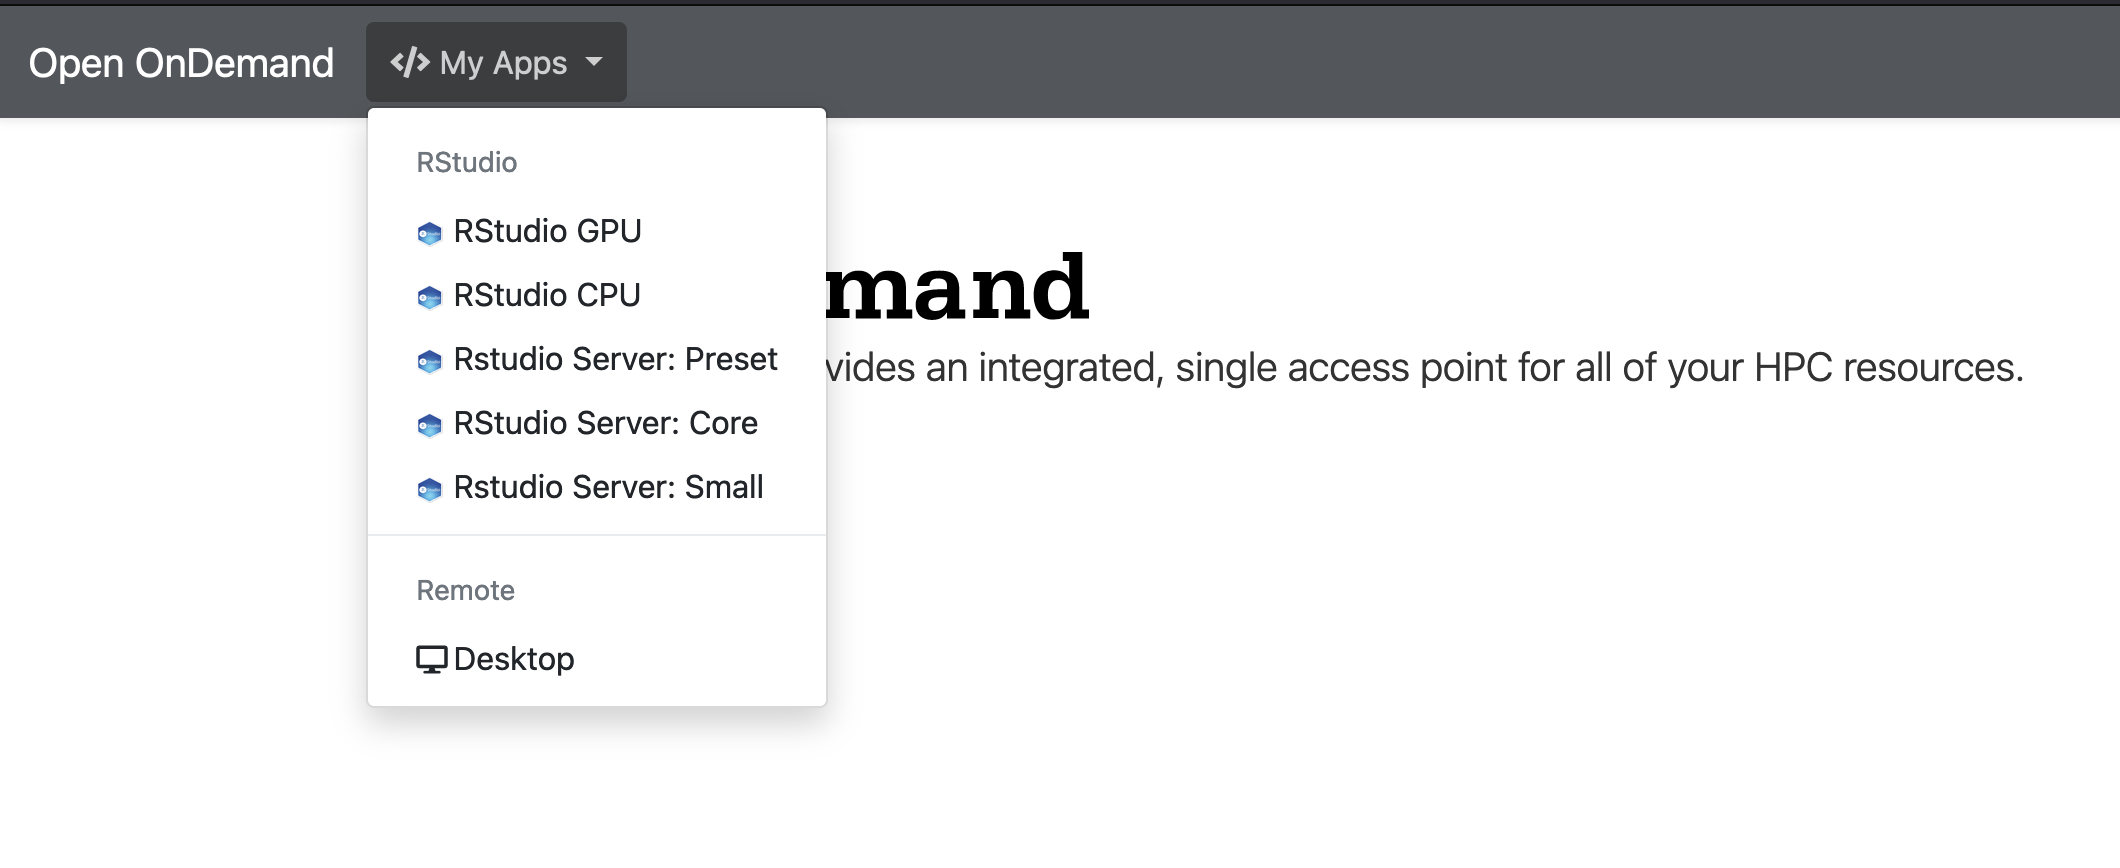 Open OnDemand
</> My Apps
RStudio
RStudio GPU
RStudio CPU
Rstudio Server: Preset
RStudio Server: Core
Rstudio Server: Small
Remote
Desktop
mand
vides an integrated, single access point for all of your HPC resources.